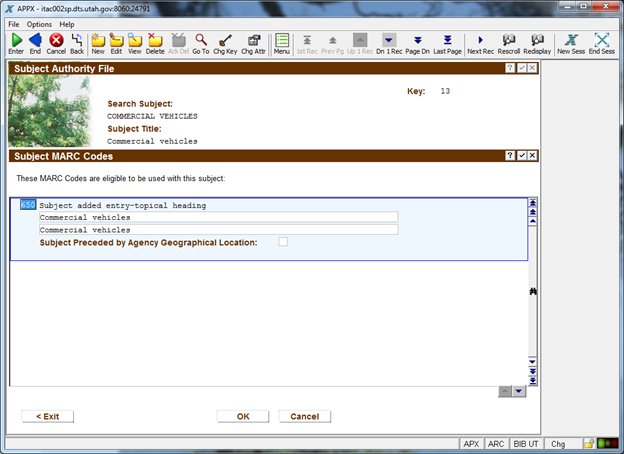 APPX - itac002sp.dts.utah.gov:8060:24791
File Options Help
Enter End Cancel Back New Edit View Delete Ack Del Go To Chg Key Chg Attr Menu 1st Rec Prev Pg Up 1 Rec Dn 1 Rec Page Dn Last Page Next Rec Rescroll Redisplay New Sess End Sess
Subject Authority File
Key: 13
Search Subject:
COMMERCIAL VEHICLES
Subject Title:
Commercial vehicles
Subject MARC Codes
These MARC Codes are eligible to be used with this subject:
650 Subject added entry-topical heading
Commercial vehicles
Commercial vehicles
Subject Preceded by Agency Geographical Location:
< Exit OK Cancel
APX ARC BIB UT Chg